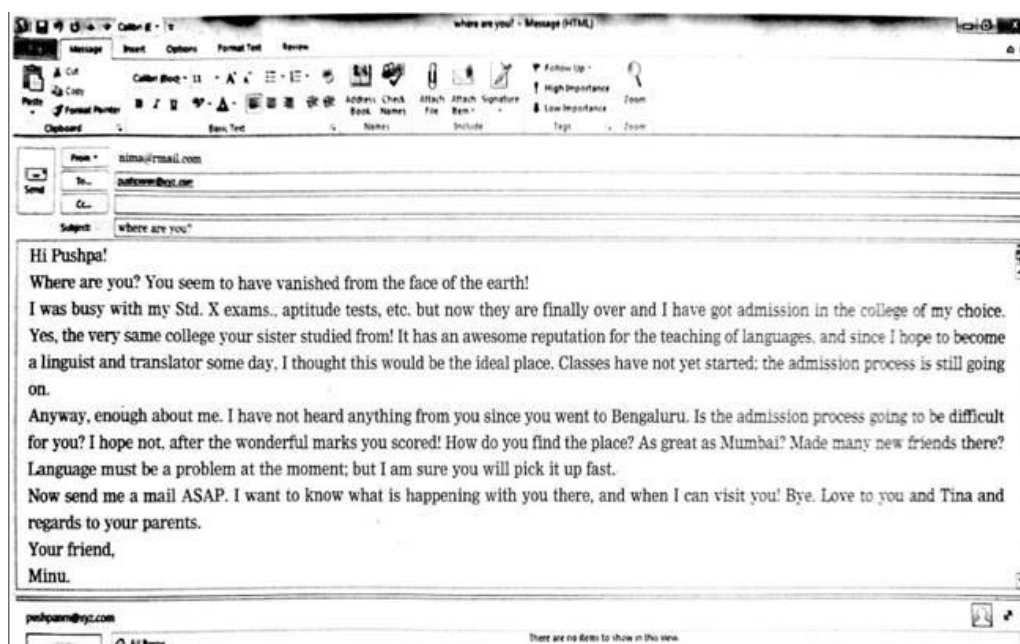 where are you? - Message (HTML)
Message Insert Options Format Text Review
Cut
Copy
Paste
Format Painter
Clipboard
11
Basic Text
Address Book
Check Names
Names
Attach File
Attach Item
Signature
Include
Follow Up
High Importance
Low Importance
Tags
Zoom
Zoom
From
nima@rmail.com
Send
To...
Cc...
Subject:
where are you?
Hi Pushpa!
Where are you? You seem to have vanished from the face of the earth!
I was busy with my Std. X exams., aptitude tests, etc. but now they are finally over and I have got admission in the college of my choice.
Yes, the very same college your sister studied from! It has an awesome reputation for the teaching of languages, and since I hope to become
a linguist and translator some day, I thought this would be the ideal place. Classes have not yet started; the admission process is still going
on.
Anyway, enough about me. I have not heard anything from you since you went to Bengaluru. Is the admission process going to be difficult
for you? I hope not, after the wonderful marks you scored! How do you find the place? As great as Mumbai? Made many new friends there?
Language must be a problem at the moment; but I am sure you will pick it up fast.
Now send me a mail ASAP. I want to know what is happening with you there, and when I can visit you! Bye. Love to you and Tina and
regards to your parents.
Your friend,
Minu.
There are no items to show in this view.